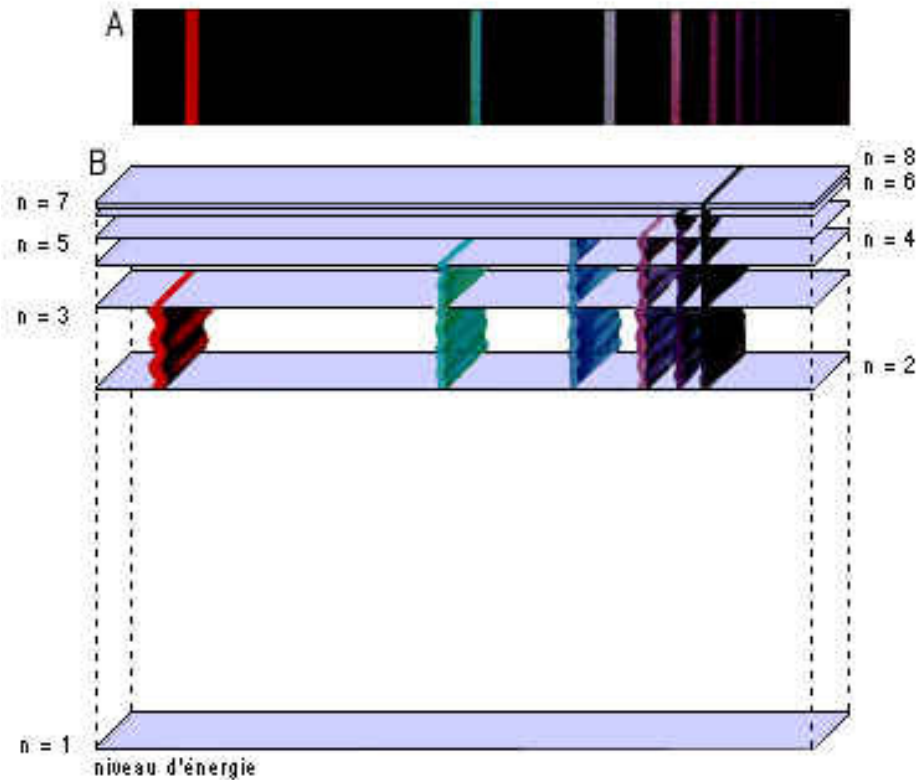 A
B
n = 8
n = 6
n = 7
n = 5
n = 4
n = 3
n = 2
n = 1
niveau d'énergie